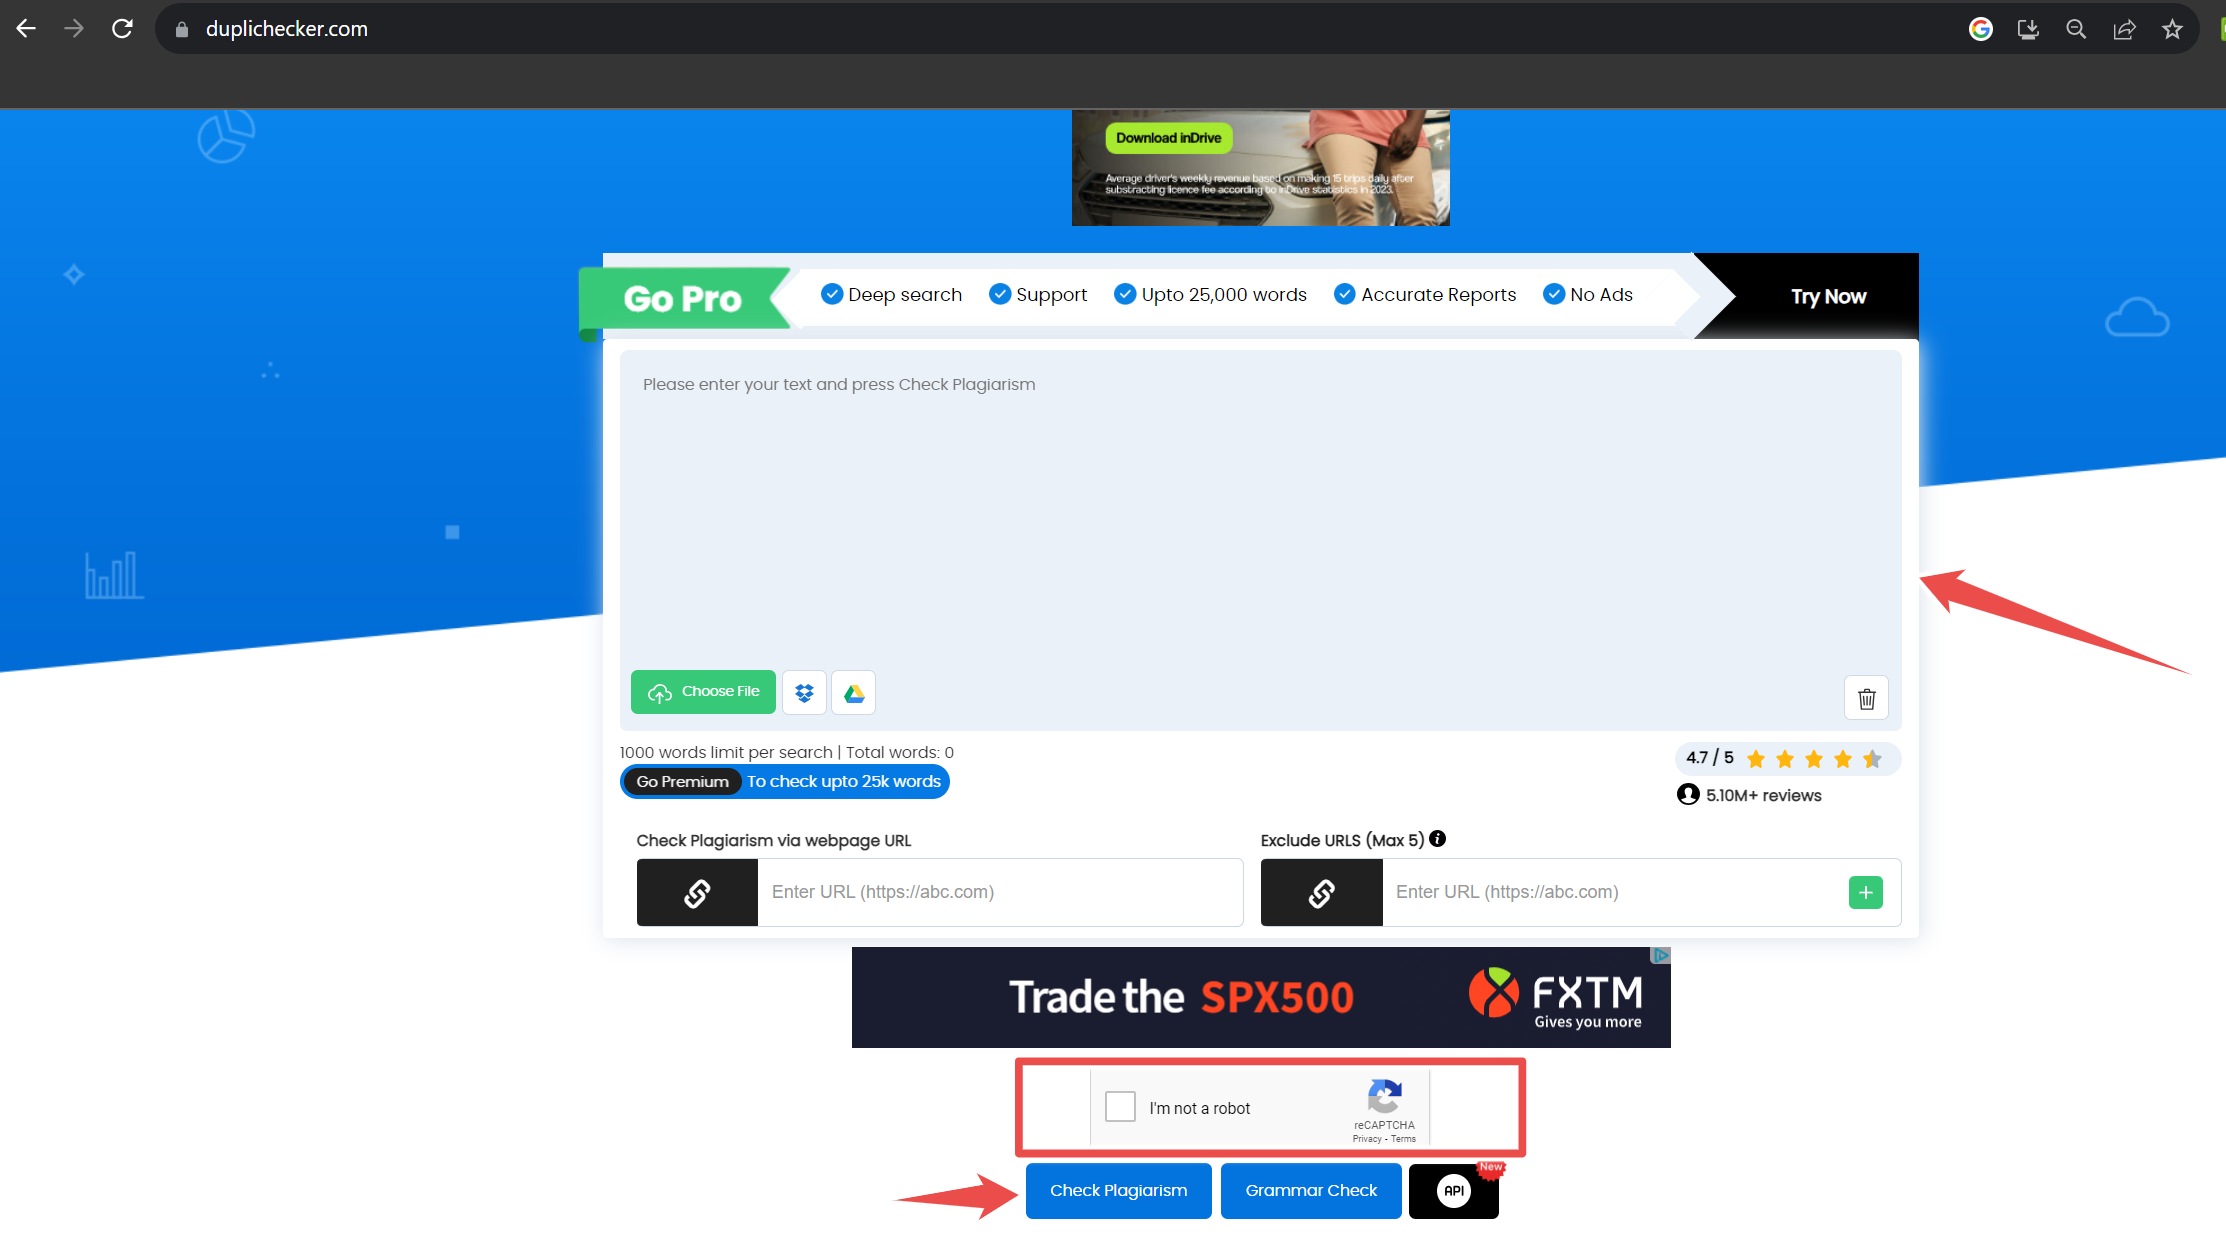 duplichecker.com
Download inDrive
Average driver's weekly revenue based on making 15 trips daily after
substracting licence fee according to inDrive statistics in 2023.
Go Pro
Deep search
Support
Upto 25,000 words
Accurate Reports
No Ads
Try Now
Please enter your text and press Check Plagiarism
Choose File
1000 words limit per search | Total words: 0
Go Premium To check upto 25k words
4.7 / 5
5.10M+ reviews
Check Plagiarism via webpage URL
Enter URL (https://abc.com)
Exclude URLS (Max 5)
Enter URL (https://abc.com)
Trade the SPX500
FXTM
Gives you more
I'm not a robot
reCAPTCHA
Privacy - Terms
Check Plagiarism
Grammar Check
API
New